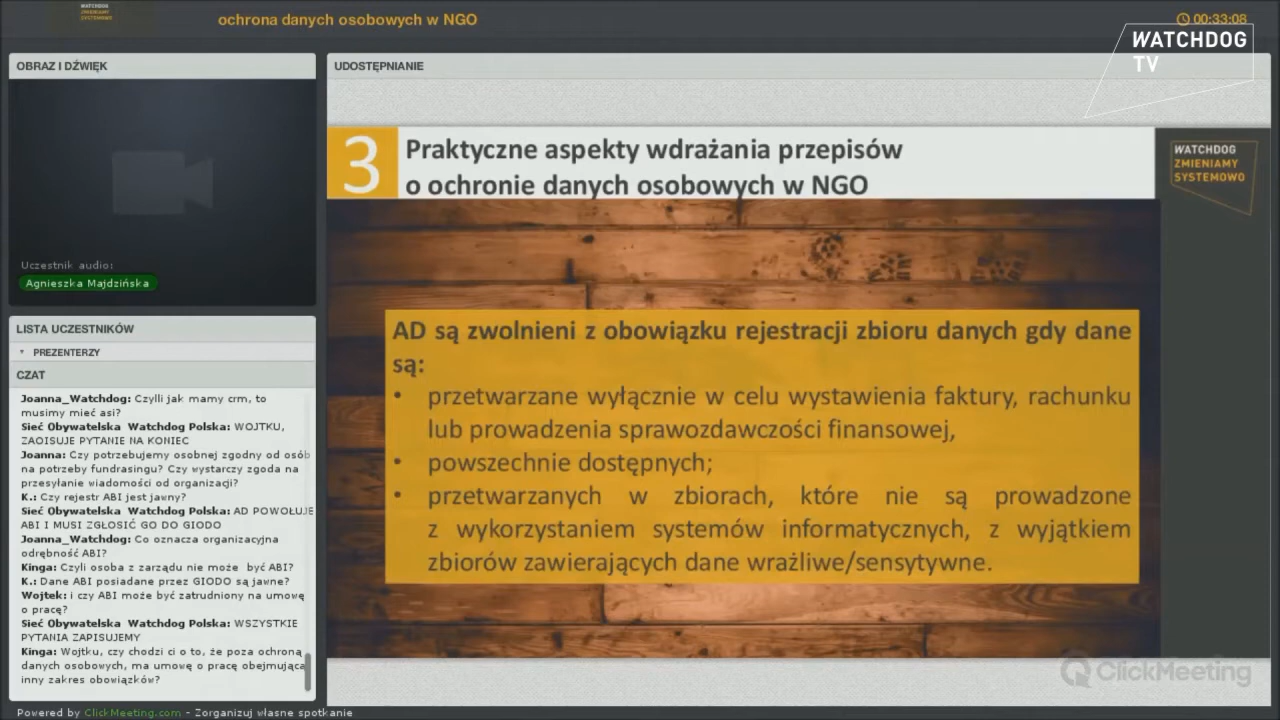 WATCHDOG
ZMIENIAMY
SYSTEMOWO
ochrona danych osobowych w NGO
00:33:08
WATCHDOG
TV
OBRAZ I DŹWIĘK
Uczestnik audio:
Agnieszka Majdzińska
LISTA UCZESTNIKÓW
PREZENTERZY
CZAT
Joanna_Watchdog: Czylli jak mamy crm, to
musimy mieć asi?
Sieć Obywatelska Watchdog Polska: WOJTKU,
ZAOISUJE PYTANIE NA KONIEC
Joanna: Czy potrzebujemy osobnej zgodny od osób
na potrzeby fundrasingu? Czy wystarczy zgoda na
przesyłanie wiadomości od organizacji?
K.: Czy rejestr ABI jest jawny?
Sieć Obywatelska Watchdog Polska: AD POWOŁUJE
ABI I MUSI ZGŁOSIĆ GO DO GIODO
Joanna_Watchdog: Co oznacza organizacyjna
odrębność ABI?
Kinga: Czyli osoba z zarządu nie może być ABI?
K.: Dane ABI posiadane przez GIODO są jawne?
Wojtek: i czy ABI może być zatrudniony na umowę
o pracę?
Sieć Obywatelska Watchdog Polska: WSZYSTKIE
PYTANIA ZAPISUJEMY
Kinga: Wojtku, czy chodzi ci o to, że poza ochroną
danych osobowych, ma umowę o pracę obejmującą
inny zakres obowiązków?
UDOSTĘPNIANIE
3
Praktyczne aspekty wdrażania przepisów
o ochronie danych osobowych w NGO
WATCHDOG
ZMIENIAMY
SYSTEMOWO
AD są zwolnieni z obowiązku rejestracji zbioru danych gdy dane
są:
• przetwarzane wyłącznie w celu wystawienia faktury, rachunku
lub prowadzenia sprawozdawczości finansowej,
• powszechnie dostępnych;
• przetwarzanych w zbiorach, które nie są prowadzone
z wykorzystaniem systemów informatycznych, z wyjątkiem
zbiorów zawierających dane wrażliwe/sensytywne.
ClickMeeting
Powered by ClickMeeting.com - Zorganizuj własne spotkanie